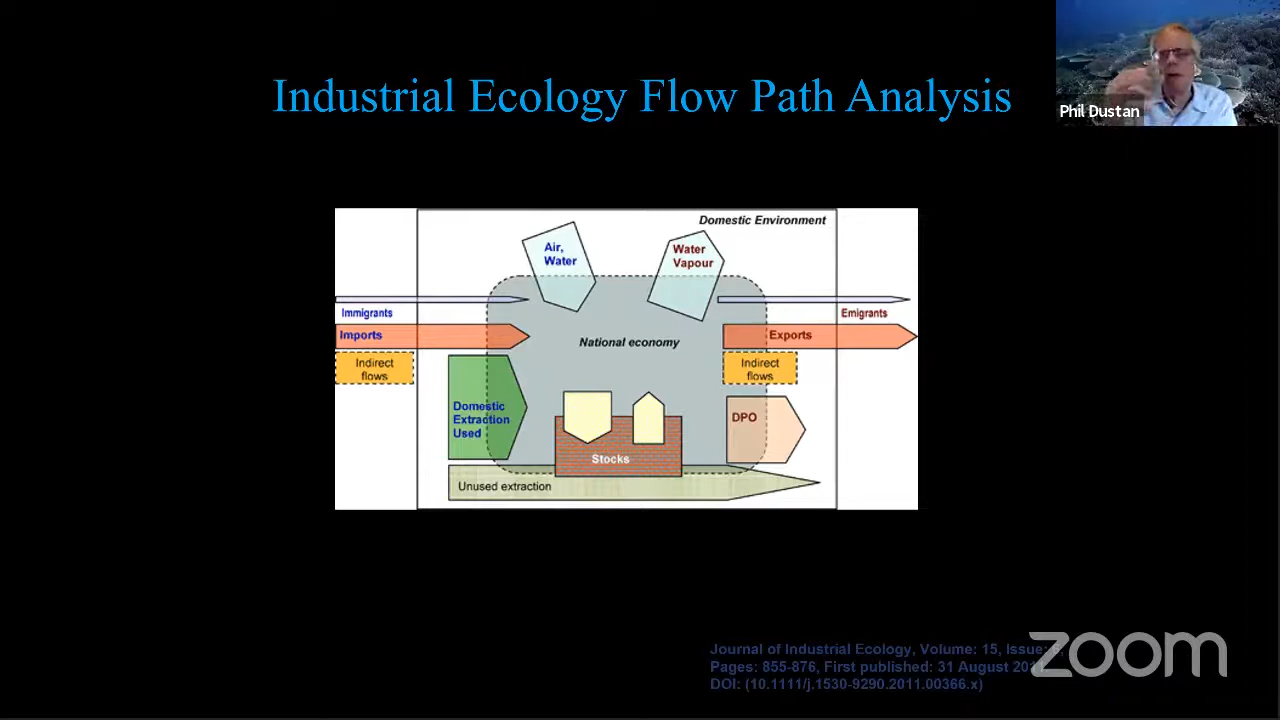 Industrial Ecology Flow Path Analysis
Phil Dustan
Domestic Environment
Air,
Water
Water
Vapour
Immigrants
Emigrants
Imports
National economy
Exports
Indirect
flows
Indirect
flows
Domestic
Extraction
Used
DPO
Stocks
Unused extraction
Journal of Industrial Ecology, Volume: 15, Issue: 6,
Pages: 855-876, First published: 31 August 2011
DOI: (10.1111/j.1530-9290.2011.00366.x)
zoom